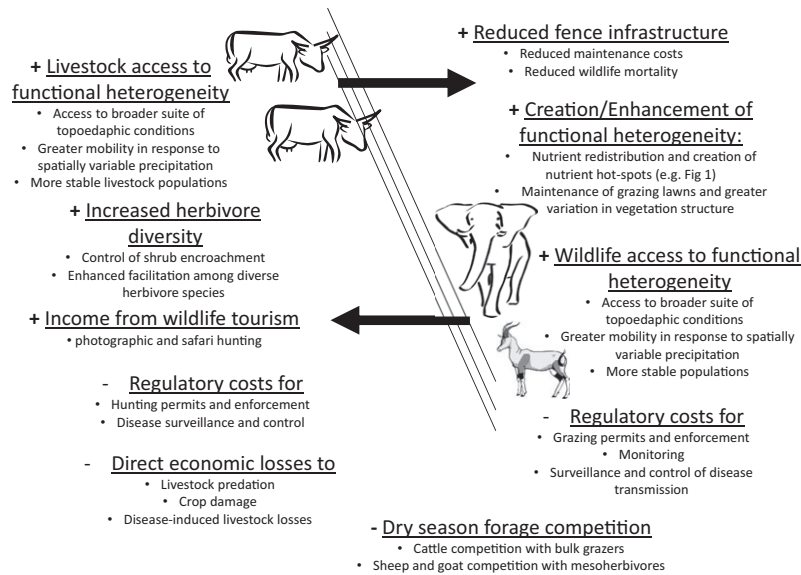 + Livestock access to
functional heterogeneity
• Access to broader suite of
topoedaphic conditions
• Greater mobility in response to
spatially variable precipitation
• More stable livestock populations
+ Increased herbivore
diversity
• Control of shrub encroachment
• Enhanced facilitation among diverse
herbivore species
+ Income from wildlife tourism
• photographic and safari hunting
- Regulatory costs for
• Hunting permits and enforcement
• Disease surveillance and control
- Direct economic losses to
• Livestock predation
• Crop damage
• Disease-induced livestock losses
+ Reduced fence infrastructure
• Reduced maintenance costs
• Reduced wildlife mortality
+ Creation/Enhancement of
functional heterogeneity:
• Nutrient redistribution and creation of
nutrient hot-spots (e.g. Fig 1)
• Maintenance of grazing lawns and greater
variation in vegetation structure
+ Wildlife access to functional
heterogeneity
• Access to broader suite of
topoedaphic conditions
• Greater mobility in response to spatially
variable precipitation
• More stable populations
- Regulatory costs for
• Grazing permits and enforcement
• Monitoring
• Surveillance and control of disease
transmission
- Dry season forage competition
• Cattle competition with bulk grazers
• Sheep and goat competition with mesoherbivores